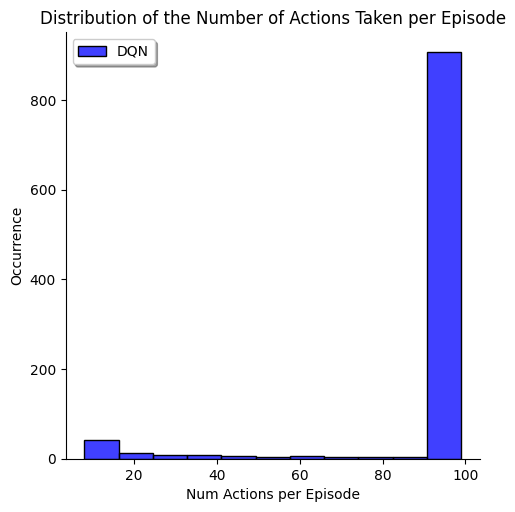 Distribution of the Number of Actions Taken per Episode
DQN
800
600
400
200
0
Occurrence
20 40 60 80 100
Num Actions per Episode